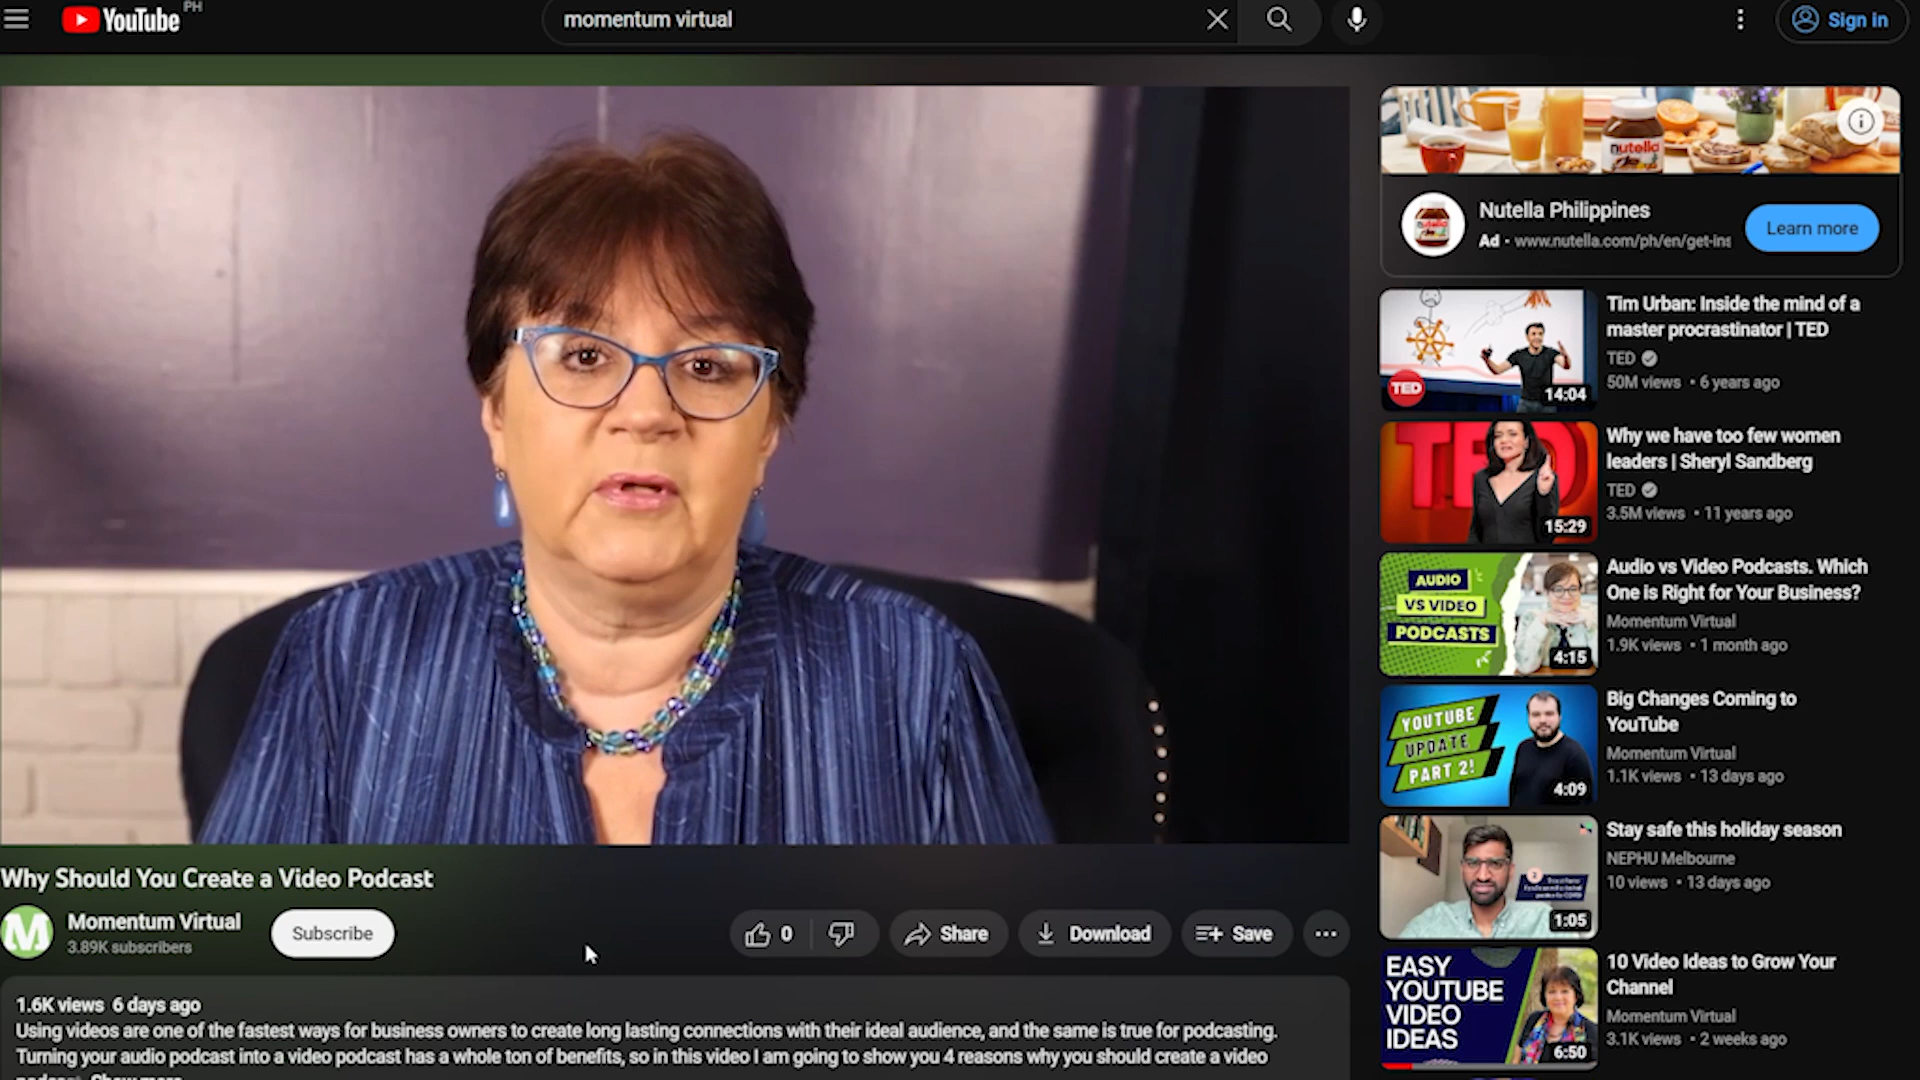 YouTube PH
momentum virtual
Sign in
nutella
Nutella Philippines
Ad • www.nutella.com/ph/en/get-ins
Learn more
Tim Urban: Inside the mind of a
master procrastinator | TED
TED
50M views • 6 years ago
TED
14:04
Why we have too few women
leaders | Sheryl Sandberg
TED
3.5M views • 11 years ago
TED
15:29
Audio vs Video Podcasts. Which
One is Right for Your Business?
Momentum Virtual
1.9K views • 1 month ago
AUDIO
VS VIDEO
PODCASTS
4:15
Big Changes Coming to
YouTube
Momentum Virtual
1.1K views • 13 days ago
YOUTUBE
UPDATE
PART 2!
4:09
Stay safe this holiday season
NEPHU Melbourne
10 views • 13 days ago
1:05
10 Video Ideas to Grow Your
Channel
Momentum Virtual
3.1K views • 2 weeks ago
EASY
YOUTUBE
VIDEO
IDEAS
6:50
Why Should You Create a Video Podcast
M
Momentum Virtual
3.89K subscribers
Subscribe
0
Share
Download
Save
1.6K views 6 days ago
Using videos are one of the fastest ways for business owners to create long lasting connections with their ideal audience, and the same is true for podcasting.
Turning your audio podcast into a video podcast has a whole ton of benefits, so in this video I am going to show you 4 reasons why you should create a video
podcast. Show more